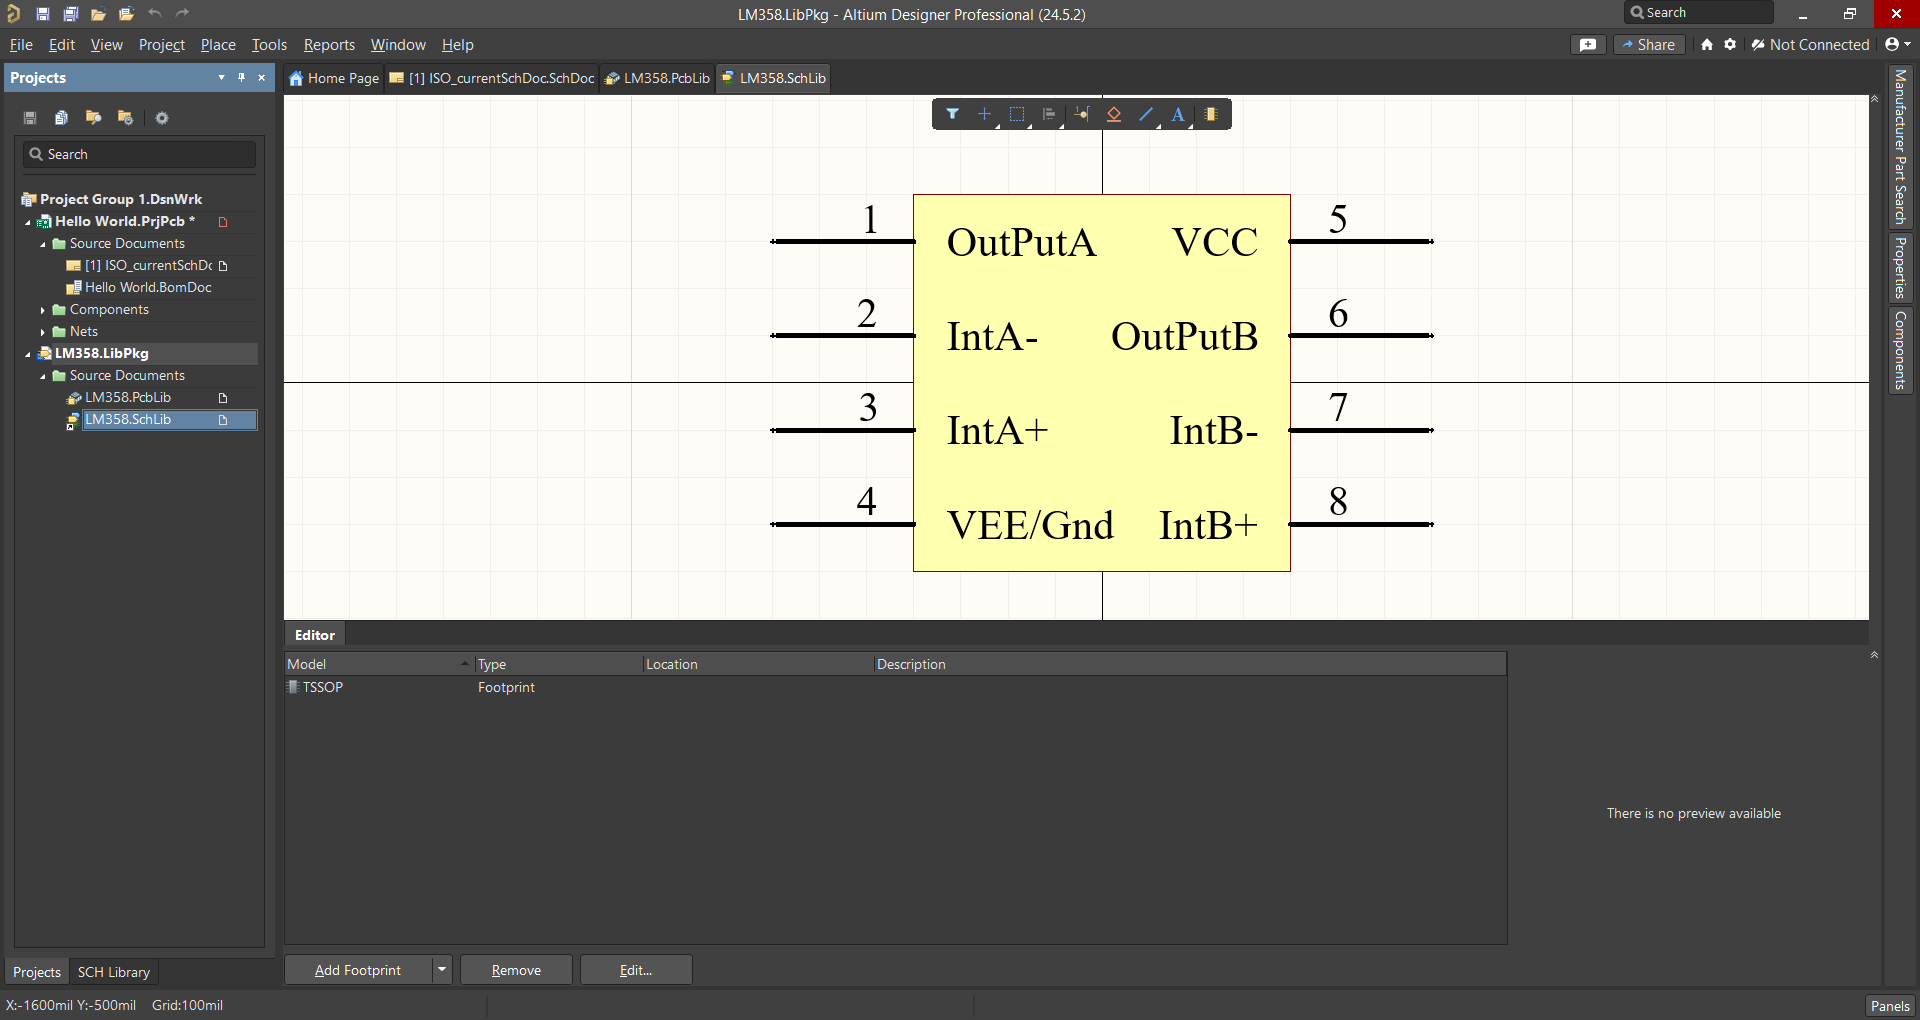 LM358.LibPkg - Altium Designer Professional (24.5.2)
Search
File Edit View Project Place Tools Reports Window Help
Share
Not Connected
Projects
Home Page
[1] ISO_currentSchDoc.SchDoc
LM358.PcbLib
LM358.SchLib
Search
Project Group 1.DsnWrk
Hello World.PrjPcb *
Source Documents
[1] ISO_currentSchDc
Hello World.BomDoc
Components
Nets
LM358.LibPkg
Source Documents
LM358.PcbLib
LM358.SchLib
A
1 OutPutA VCC 5
2 IntA- OutPutB 6
3 IntA+ IntB- 7
4 VEE/Gnd IntB+ 8
Manufacturer Part Search
Properties
Components
Editor
Model Type Location Description
TSSOP Footprint
There is no preview available
Add Footprint Remove Edit...
Projects SCH Library
X:-1600mil Y:-500mil Grid:100mil
Panels